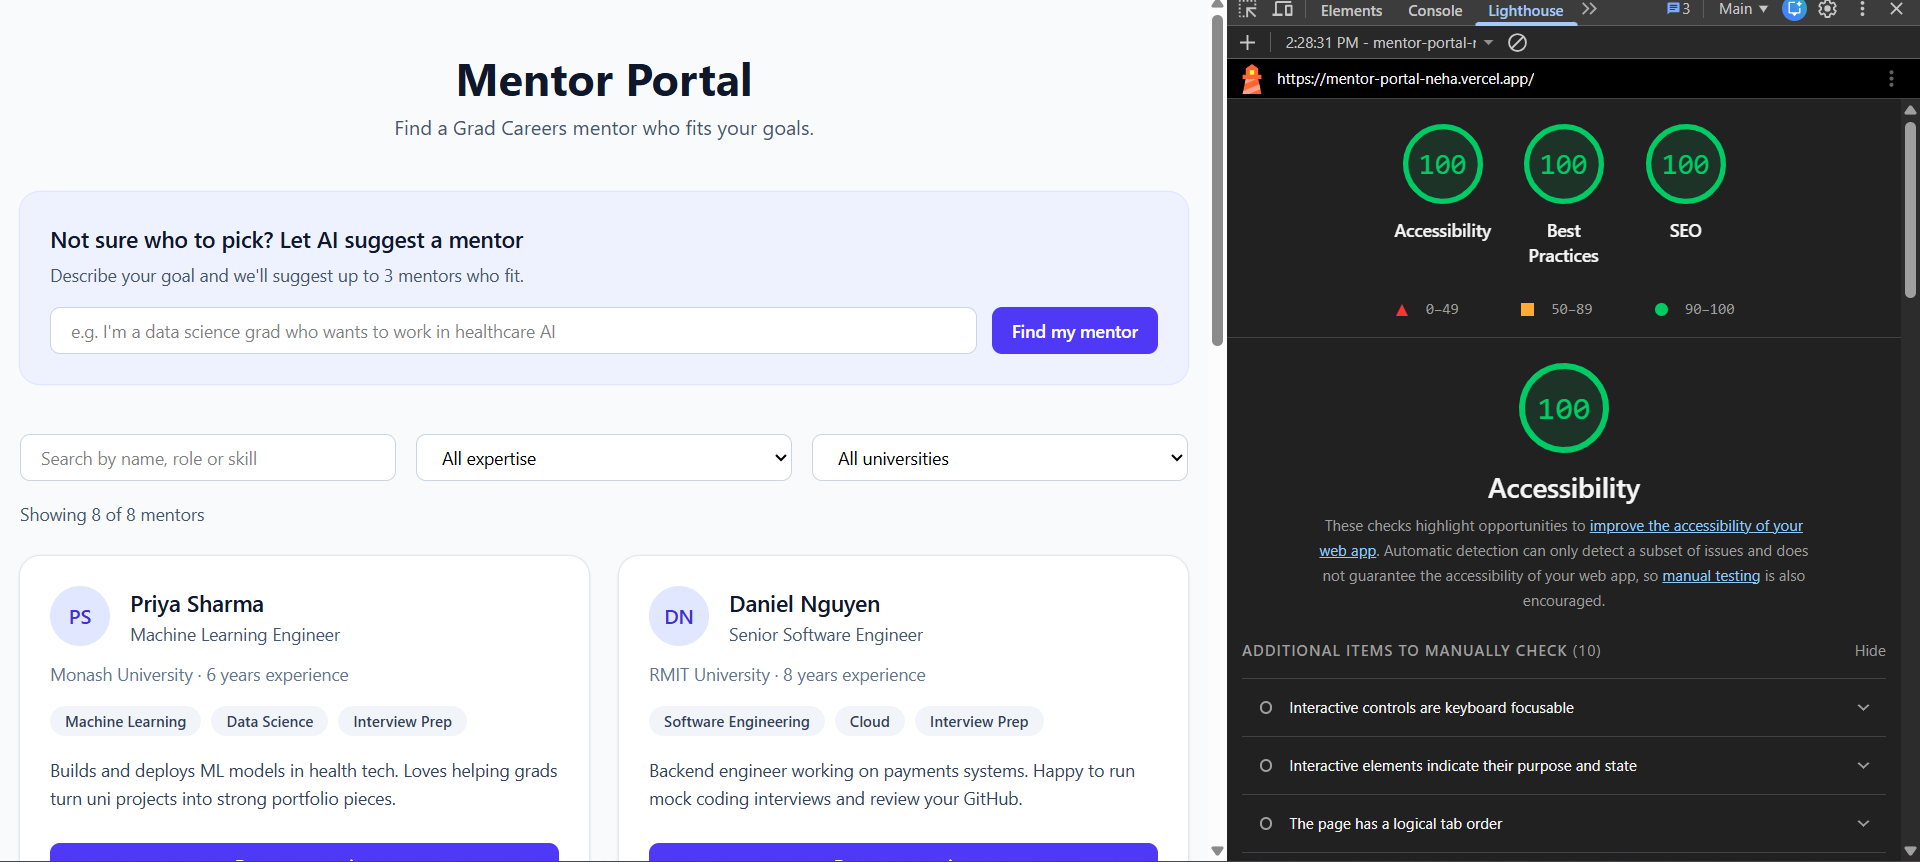 Mentor Portal
Find a Grad Careers mentor who fits your goals.
Not sure who to pick? Let AI suggest a mentor
Describe your goal and we'll suggest up to 3 mentors who fit.
e.g. I'm a data science grad who wants to work in healthcare AI
Find my mentor
Search by name, role or skill
All expertise
All universities
Showing 8 of 8 mentors
PS
Priya Sharma
Machine Learning Engineer
Monash University · 6 years experience
Machine Learning
Data Science
Interview Prep
Builds and deploys ML models in health tech. Loves helping grads
turn uni projects into strong portfolio pieces.
DN
Daniel Nguyen
Senior Software Engineer
RMIT University · 8 years experience
Software Engineering
Cloud
Interview Prep
Backend engineer working on payments systems. Happy to run
mock coding interviews and review your GitHub.
Elements
Console
Lighthouse
3
Main
2:28:31 PM - mentor-portal-
https://mentor-portal-neha.vercel.app/
100
Accessibility
100
Best
Practices
100
SEO
0–49
50–89
90–100
100
Accessibility
These checks highlight opportunities to improve the accessibility of your
web app. Automatic detection can only detect a subset of issues and does
not guarantee the accessibility of your web app, so manual testing is also
encouraged.
ADDITIONAL ITEMS TO MANUALLY CHECK (10)
Hide
Interactive controls are keyboard focusable
Interactive elements indicate their purpose and state
The page has a logical tab order